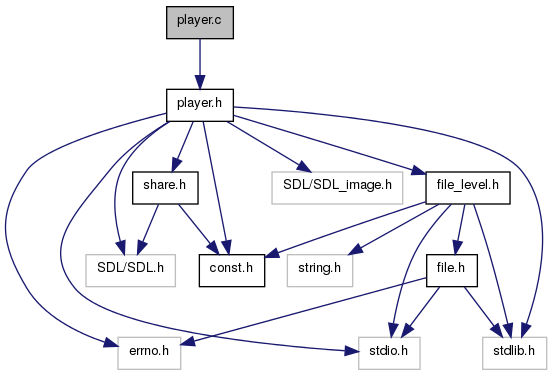 player.c
player.h
share.h
SDL/SDL_image.h
file_level.h
SDL/SDL.h
const.h
string.h
file.h
errno.h
stdio.h
stdlib.h